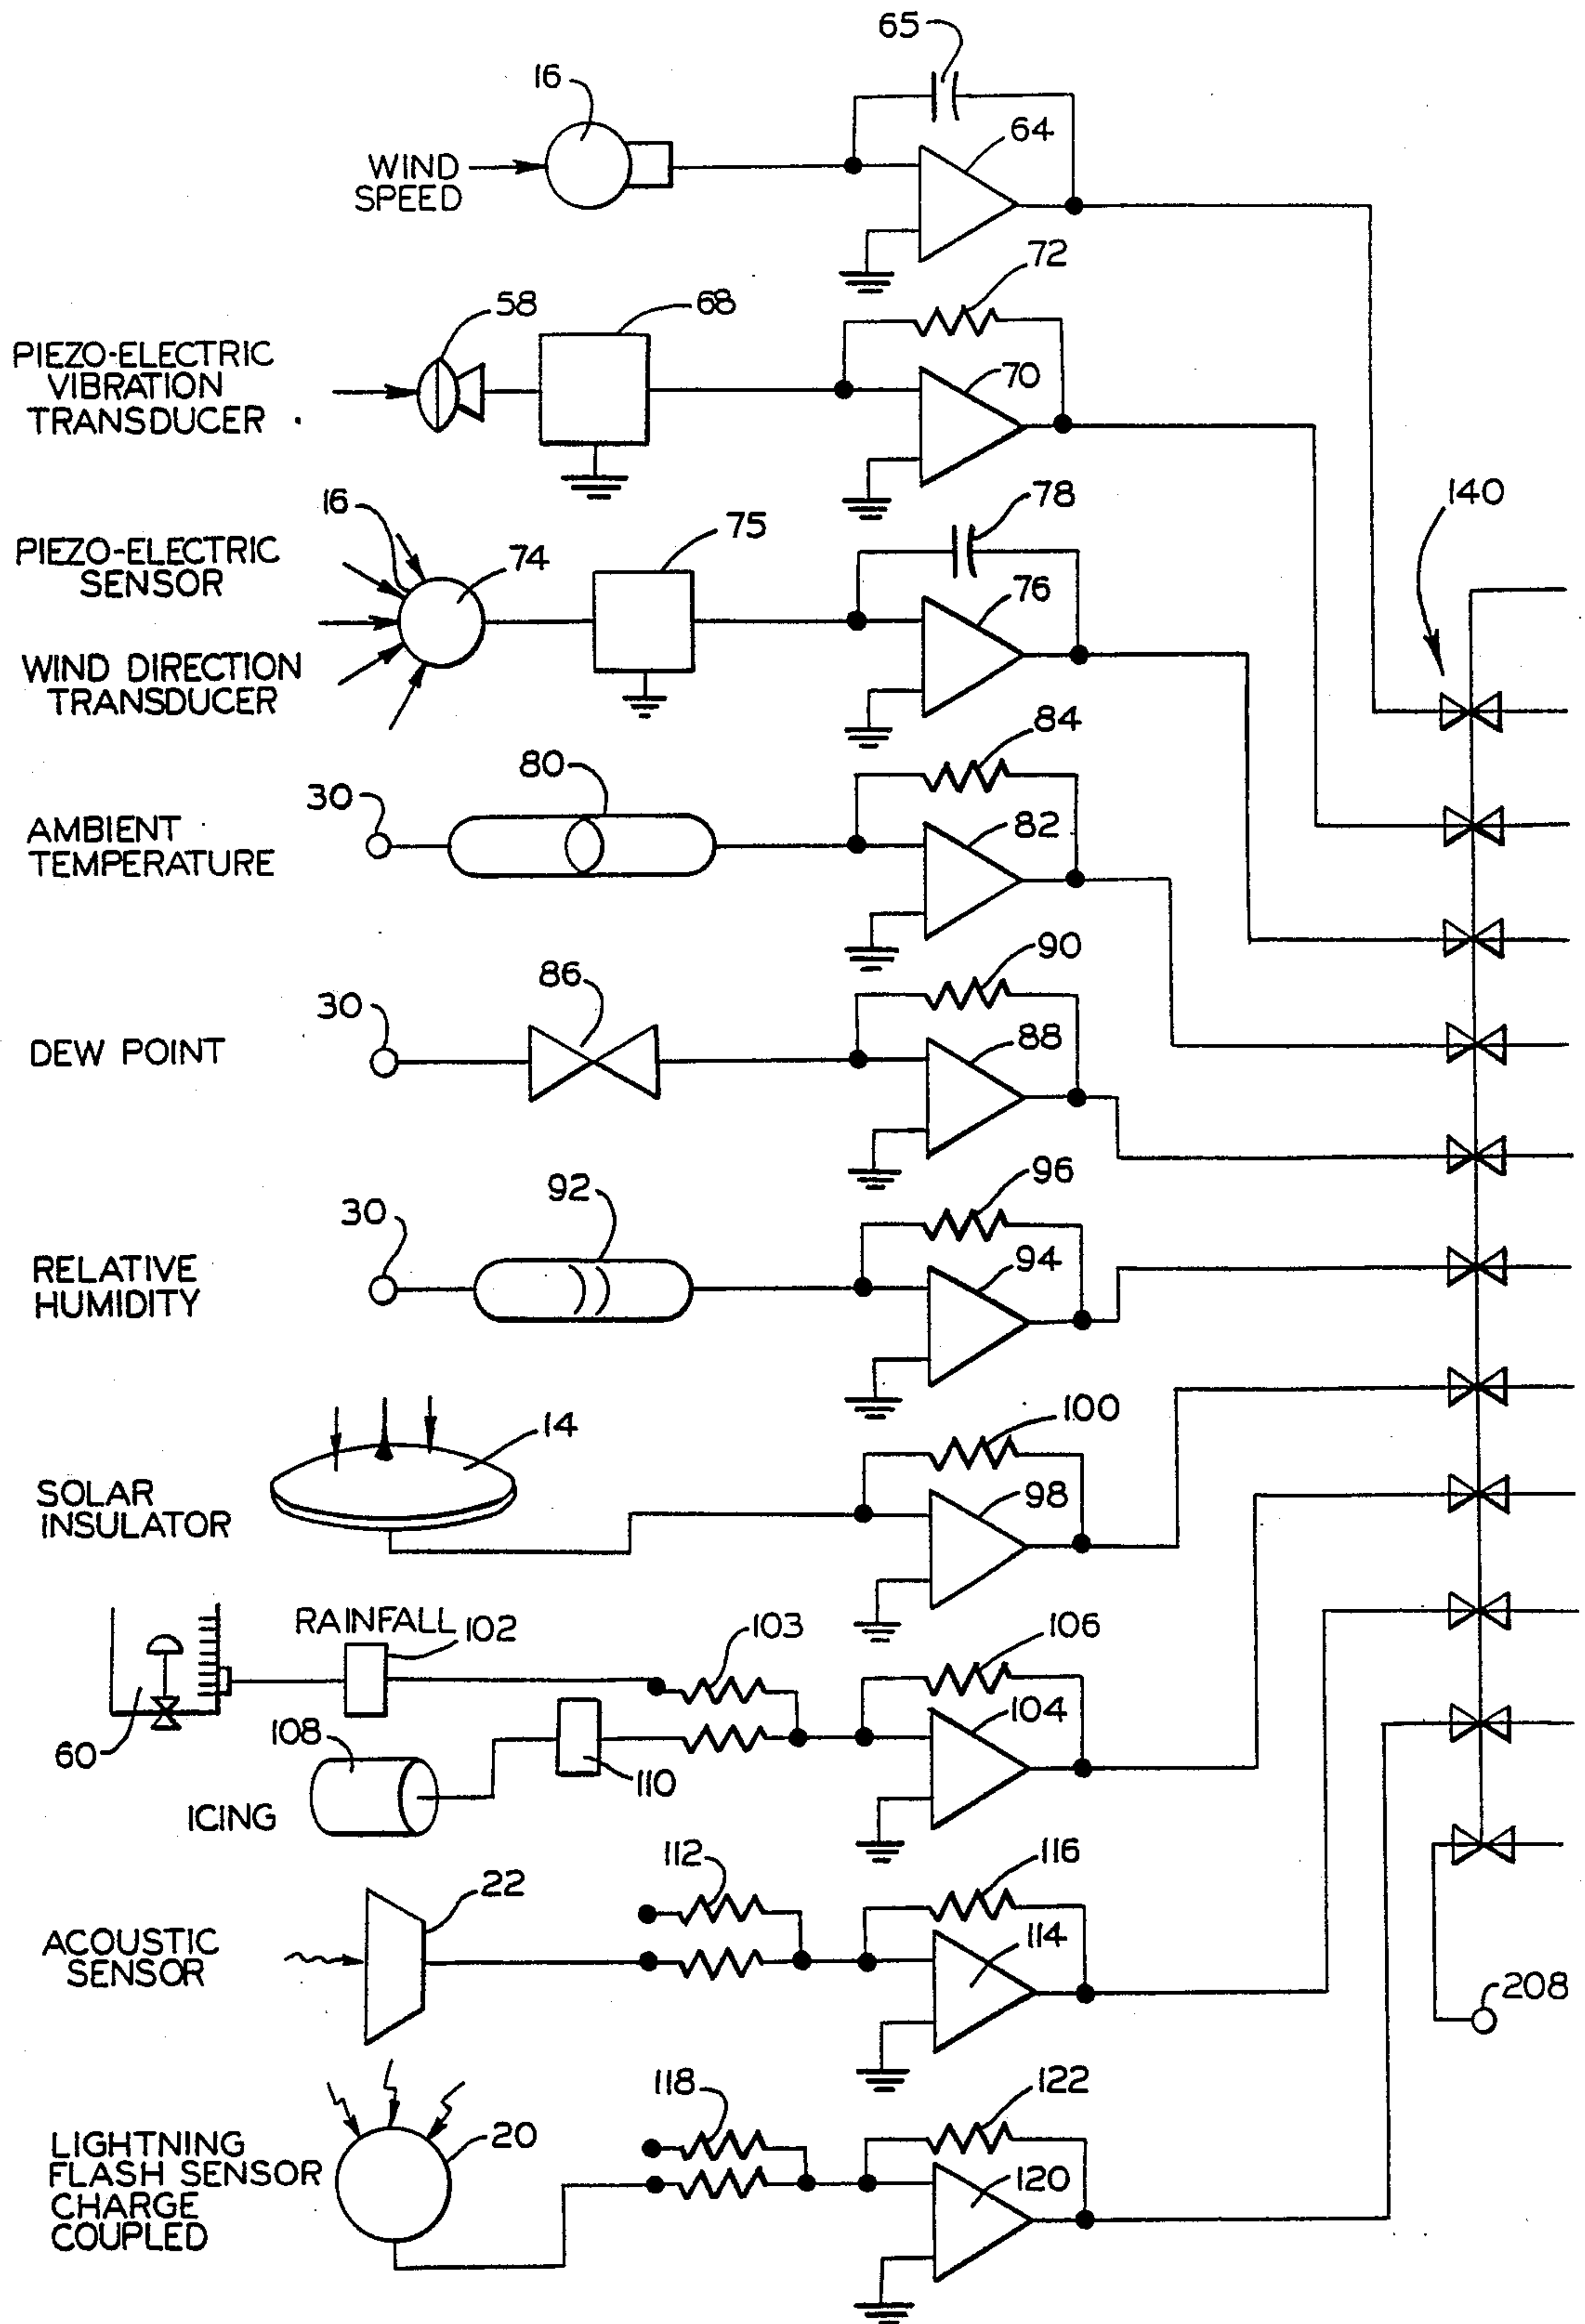 65
16
64
WIND
SPEED
72
58
68
PIEZO-ELECTRIC
VIBRATION
TRANSDUCER
70
16
75
78
140
PIEZO-ELECTRIC
SENSOR
74
76
WIND DIRECTION
TRANSDUCER
84
80
30
AMBIENT
TEMPERATURE
82
90
86
30
DEW POINT
88
96
92
30
RELATIVE
HUMIDITY
94
100
14
SOLAR
INSULATOR
98
RAINFALL
102
103
106
104
108
60
110
ICING
112
116
22
ACOUSTIC
SENSOR
114
208
118
122
20
LIGHTNING
FLASH SENSOR
CHARGE
COUPLED
120